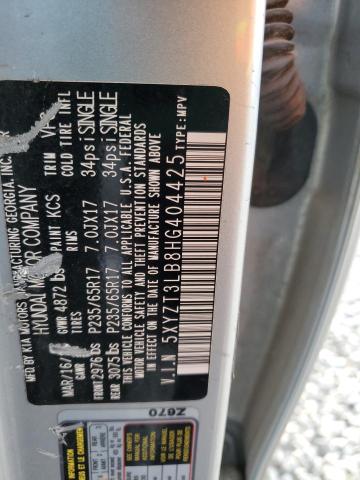 MFD BY KIA MOTORS MANUFACTURING GEORGIA, INC. FOR
HYUNDAI MOTOR COMPANY
MAR/16/ GVWR 4872 LBS PAINT KCS TRIM
GAWR TIRES RIMS COLD TIRE INFL
FRONT 2976 LBS P235/65R17 7.0JX17 34psi SINGLE
REAR 3075 LBS P235/65R17 7.0JX17 34psi SINGLE
THIS VEHICLE CONFORMS TO ALL APPLICABLE U.S.A. FEDERAL
MOTOR VEHICLE SAFETY, BUMPER, AND THEFT PREVENTION STANDARDS
IN EFFECT ON THE DATE OF MANUFACTURE SHOWN ABOVE.
V.I.N 5XYZT3LB8HG404425 TYPE:MPV
Z670
INFORMATION